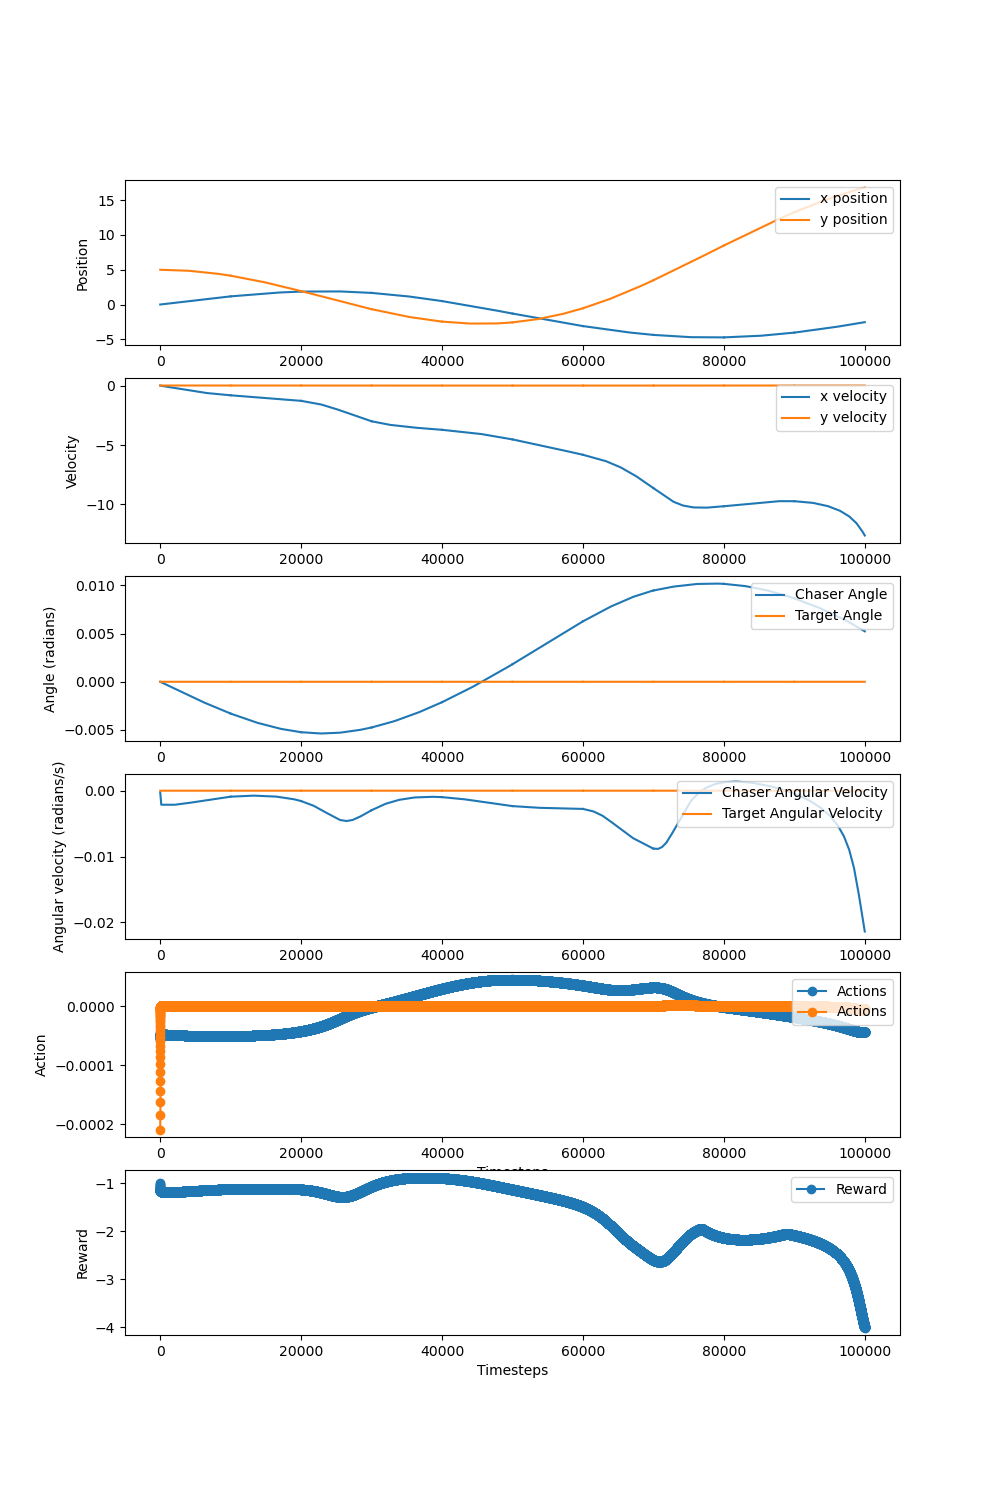 15
10
5
0
−5
Position
x position
y position
0 20000 40000 60000 80000 100000
0
−5
−10
Velocity
x velocity
y velocity
0 20000 40000 60000 80000 100000
0.010
0.005
0.000
−0.005
Angle (radians)
Chaser Angle
Target Angle
0 20000 40000 60000 80000 100000
0.00
−0.01
−0.02
Angular velocity (radians/s)
Chaser Angular Velocity
Target Angular Velocity
0 20000 40000 60000 80000 100000
0.0000
−0.0001
−0.0002
Action
Actions
Actions
0 20000 40000 60000 80000 100000
Timesteps
−1
−2
−3
−4
Reward
Reward
0 20000 40000 60000 80000 100000
Timesteps